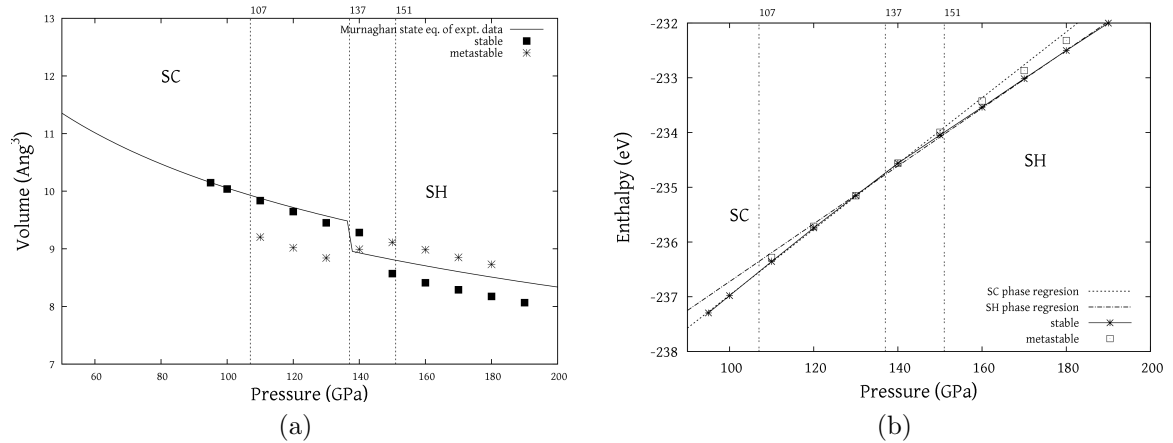 107 137 151
13
12
11
10
9
8
7
Volume (Ang³)
Murnaghan state eq. of expt. data
stable
metastable
SC
SH
60 80 100 120 140 160 180 200
Pressure (GPa)
(a)
107 137 151
-232
-233
-234
-235
-236
-237
-238
Enthalpy (eV)
SH
SC
SC phase regresion
SH phase regresion
stable
metastable
100 120 140 160 180 200
Pressure (GPa)
(b)